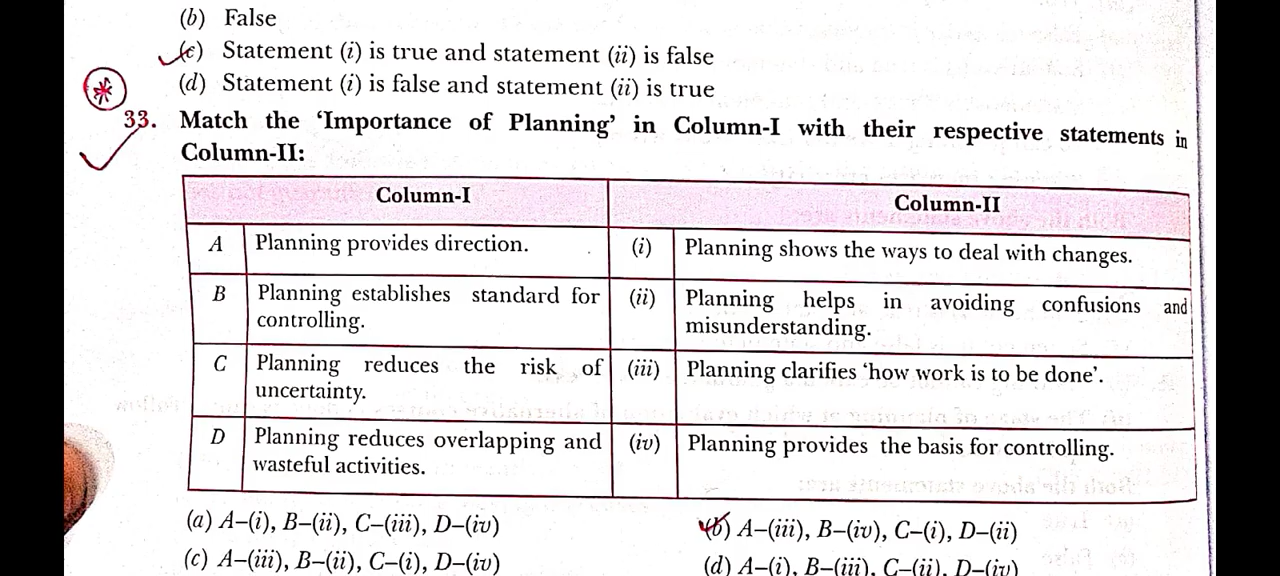 (b) False
(c) Statement (i) is true and statement (ii) is false
(d) Statement (i) is false and statement (ii) is true
33. Match the ‘Importance of Planning’ in Column-I with their respective statements in
Column-II:
Column-I Column-II
A Planning provides direction. (i) Planning shows the ways to deal with changes.
B Planning establishes standard for controlling. (ii) Planning helps in avoiding confusions and misunderstanding.
C Planning reduces the risk of uncertainty. (iii) Planning clarifies ‘how work is to be done’.
D Planning reduces overlapping and wasteful activities. (iv) Planning provides the basis for controlling.
(a) A–(i), B–(ii), C–(iii), D–(iv) (b) A–(iii), B–(iv), C–(i), D–(ii)
(c) A–(iii), B–(ii), C–(i), D–(iv) (d) A–(i), B–(iii), C–(ii), D–(iv)